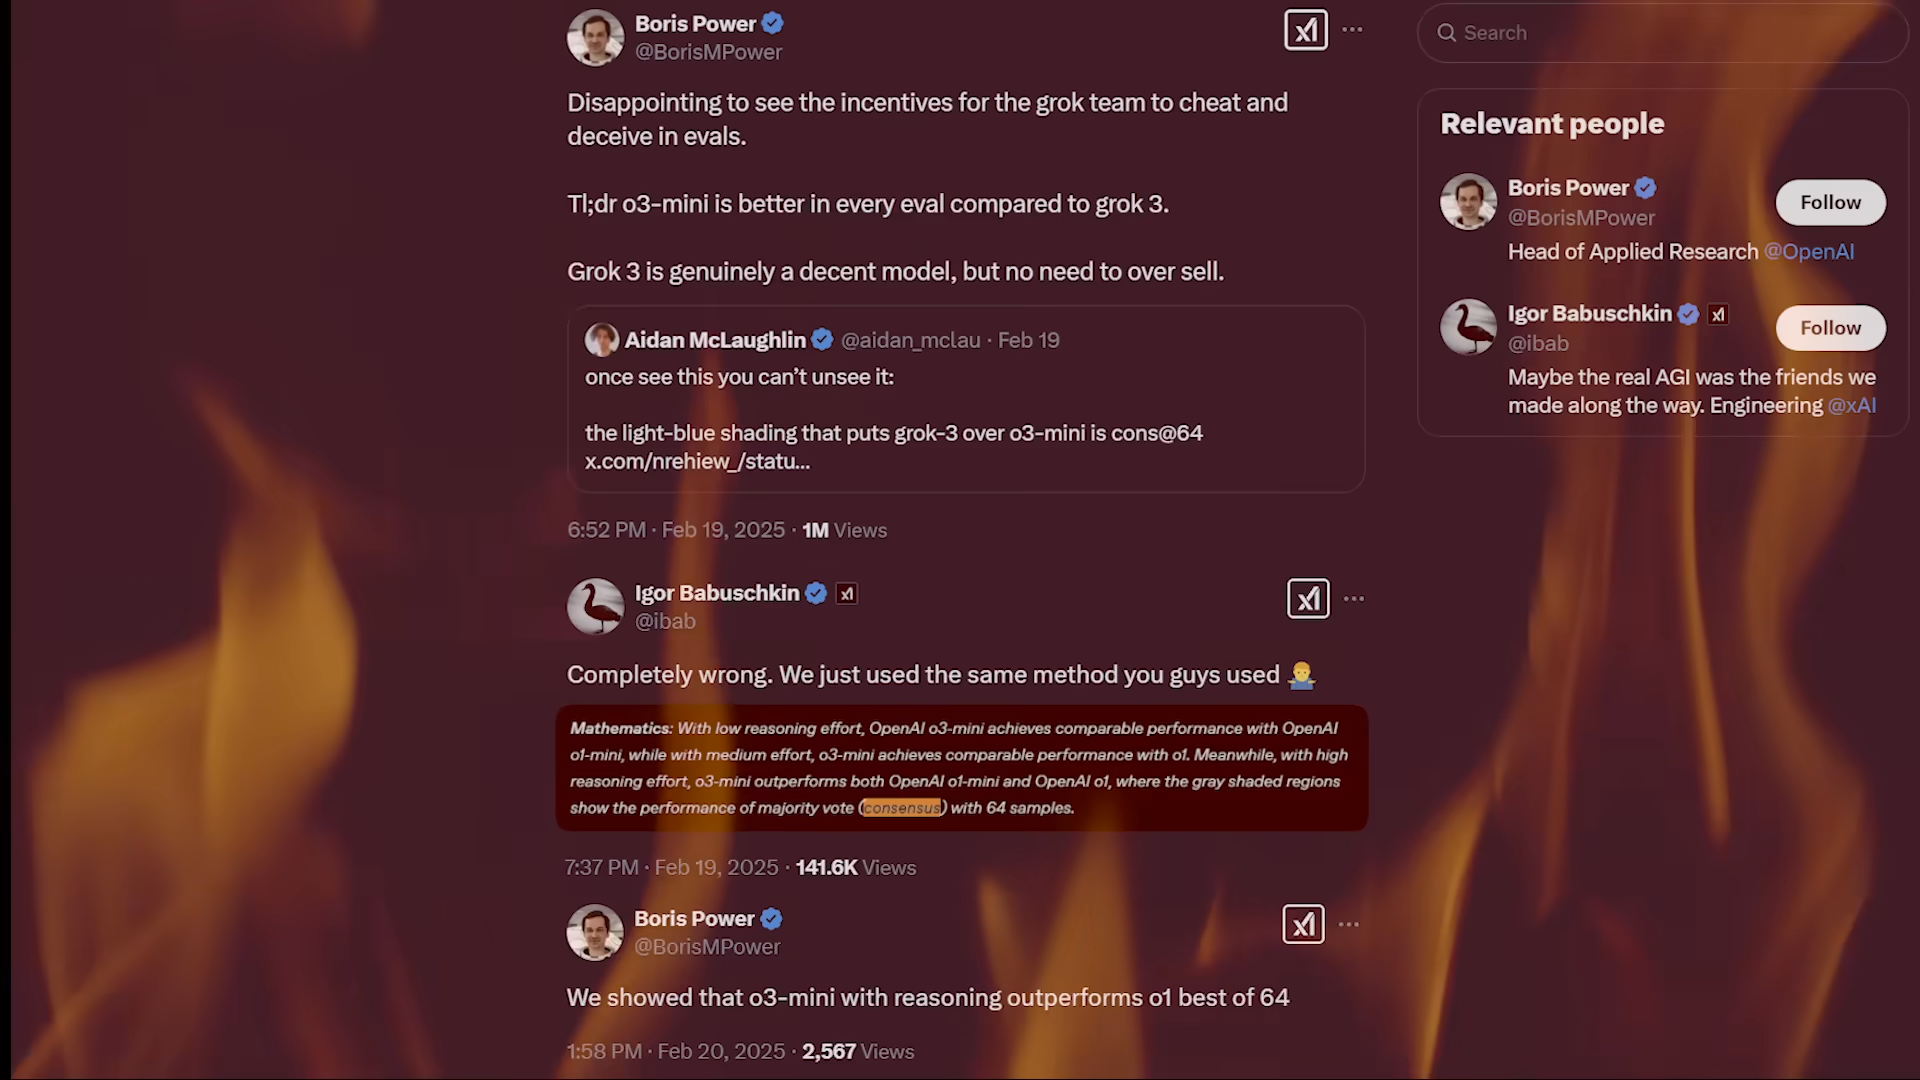 Boris Power
@BorisMPower
Disappointing to see the incentives for the grok team to cheat and
deceive in evals.
Tl;dr o3-mini is better in every eval compared to grok 3.
Grok 3 is genuinely a decent model, but no need to over sell.
Aidan McLaughlin @aidan_mclau · Feb 19
once see this you can’t unsee it:
the light-blue shading that puts grok-3 over o3-mini is cons@64
x.com/nrehiew_/statu...
6:52 PM · Feb 19, 2025 · 1M Views
Igor Babuschkin
@ibab
Completely wrong. We just used the same method you guys used 🤷‍♂️
Mathematics: With low reasoning effort, OpenAI o3-mini achieves comparable performance with OpenAI
o1-mini, while with medium effort, o3-mini achieves comparable performance with o1. Meanwhile, with high
reasoning effort, o3-mini outperforms both OpenAI o1-mini and OpenAI o1, where the gray shaded regions
show the performance of majority vote (consensus) with 64 samples.
7:37 PM · Feb 19, 2025 · 141.6K Views
Boris Power
@BorisMPower
We showed that o3-mini with reasoning outperforms o1 best of 64
1:58 PM · Feb 20, 2025 · 2,567 Views
Search
Relevant people
Boris Power
@BorisMPower
Follow
Head of Applied Research @OpenAI
Igor Babuschkin
@ibab
Follow
Maybe the real AGI was the friends we
made along the way. Engineering @xAI